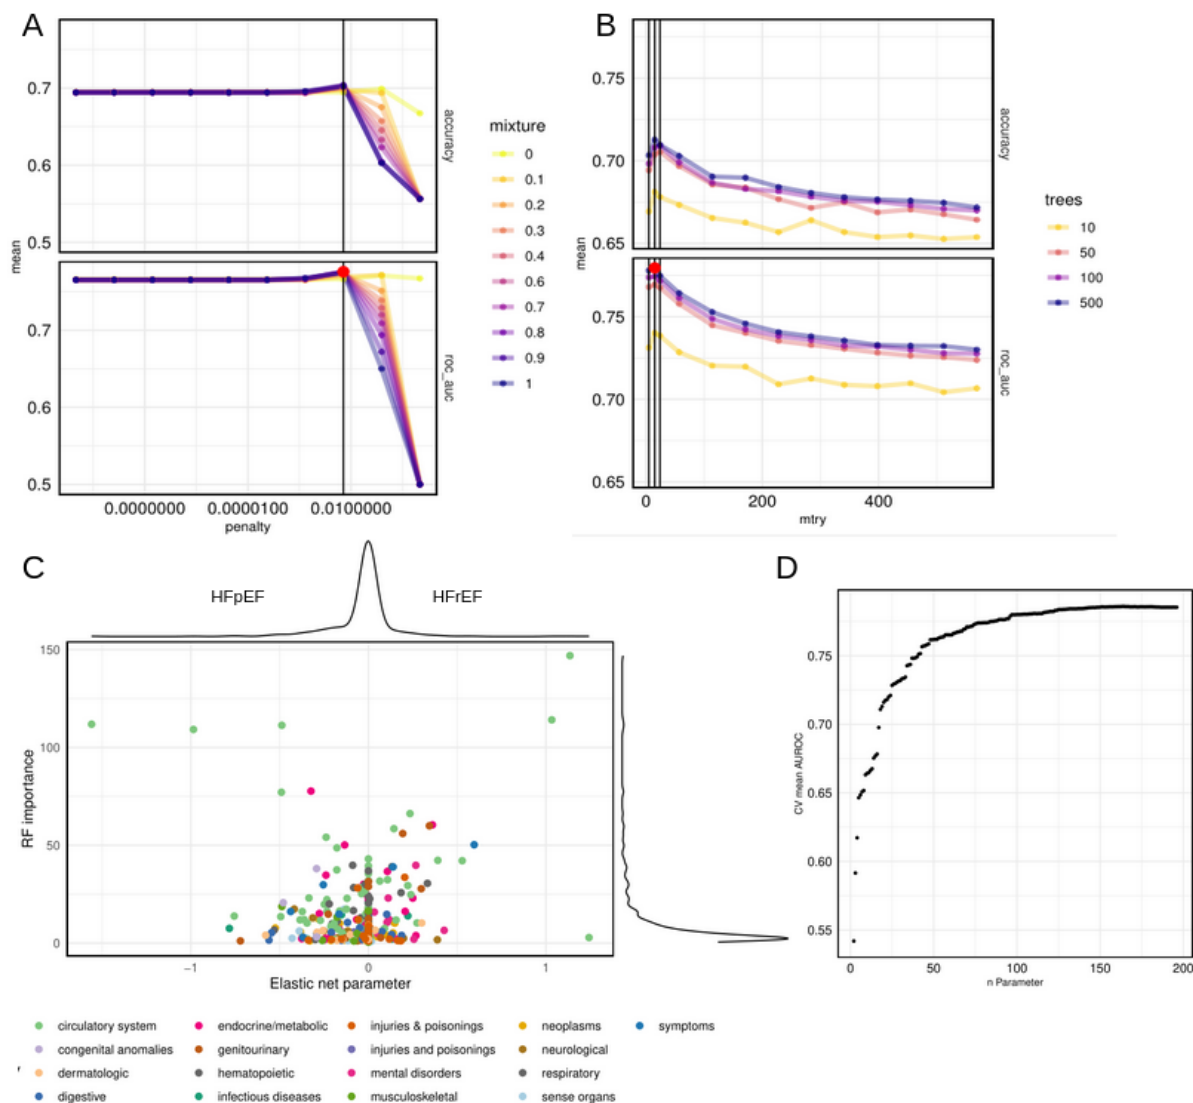 A
0.7
0.6
0.5
accuracy
mean
0.7
0.6
0.5
roc_auc
0.0000000 0.0000100 0.0100000
penalty
mixture
0
0.1
0.2
0.3
0.4
0.6
0.7
0.8
0.9
1
B
0.75
0.70
0.65
accuracy
mean
0.75
0.70
0.65
roc_auc
0 200 400
mtry
trees
10
50
100
500
C
HFpEF HFrEF
150
100
50
0
RF importance
−1 0 1
Elastic net parameter
circulatory system endocrine/metabolic injuries & poisonings neoplasms symptoms
congenital anomalies genitourinary injuries and poisonings neurological
dermatologic hematopoietic mental disorders respiratory
digestive infectious diseases musculoskeletal sense organs
D
0.75
0.70
0.65
0.60
0.55
CV mean AUROC
0 50 100 150 200
n Parameter